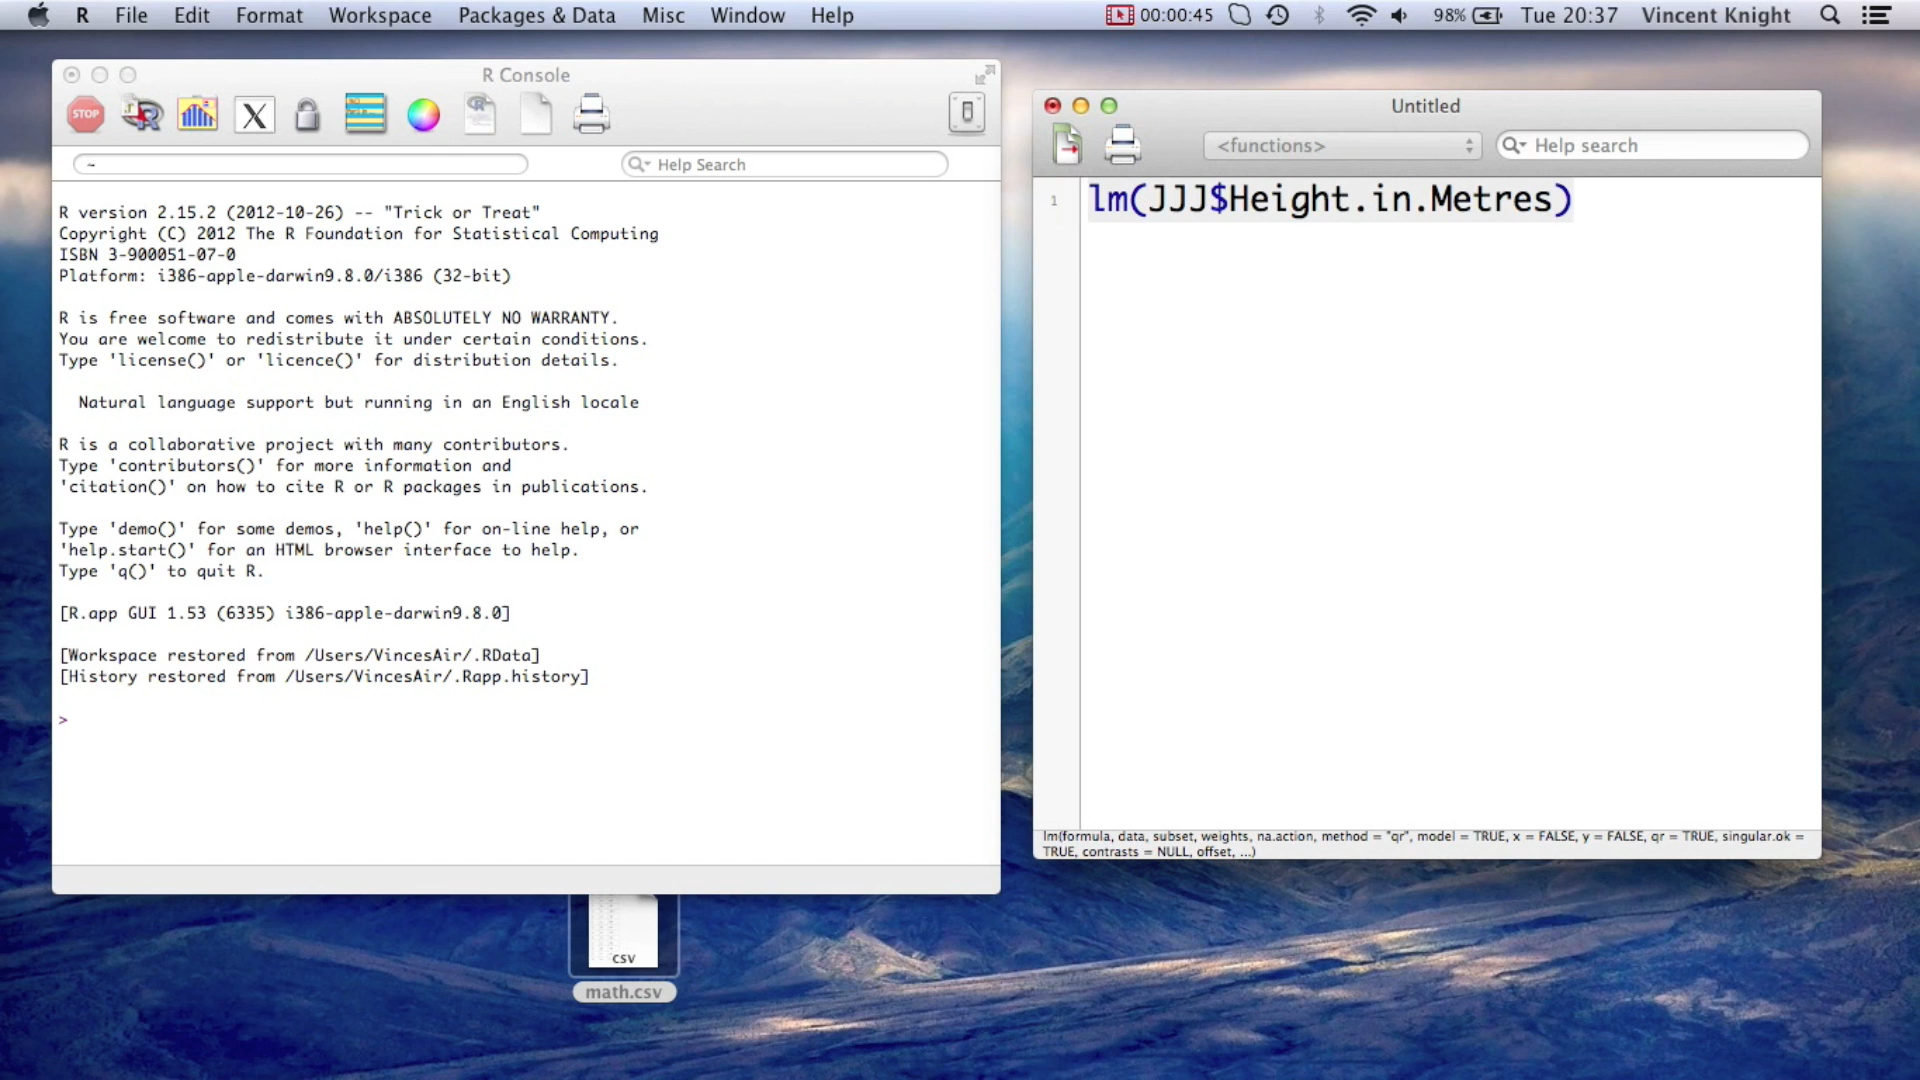 R File Edit Format Workspace Packages & Data Misc Window Help 00:00:45 98% Tue 20:37 Vincent Knight
R Console
STOP
~
Help Search
R version 2.15.2 (2012-10-26) -- "Trick or Treat"
Copyright (C) 2012 The R Foundation for Statistical Computing
ISBN 3-900051-07-0
Platform: i386-apple-darwin9.8.0/i386 (32-bit)
R is free software and comes with ABSOLUTELY NO WARRANTY.
You are welcome to redistribute it under certain conditions.
Type 'license()' or 'licence()' for distribution details.
Natural language support but running in an English locale
R is a collaborative project with many contributors.
Type 'contributors()' for more information and
'citation()' on how to cite R or R packages in publications.
Type 'demo()' for some demos, 'help()' for on-line help, or
'help.start()' for an HTML browser interface to help.
Type 'q()' to quit R.
[R.app GUI 1.53 (6335) i386-apple-darwin9.8.0]
[Workspace restored from /Users/VincesAir/.RData]
[History restored from /Users/VincesAir/.Rapp.history]
>
Untitled
<functions>
Help search
1 lm(JJJ$Height.in.Metres)
lm(formula, data, subset, weights, na.action, method = "qr", model = TRUE, x = FALSE, y = FALSE, qr = TRUE, singular.ok =
TRUE, contrasts = NULL, offset, ...)
CSV
math.csv